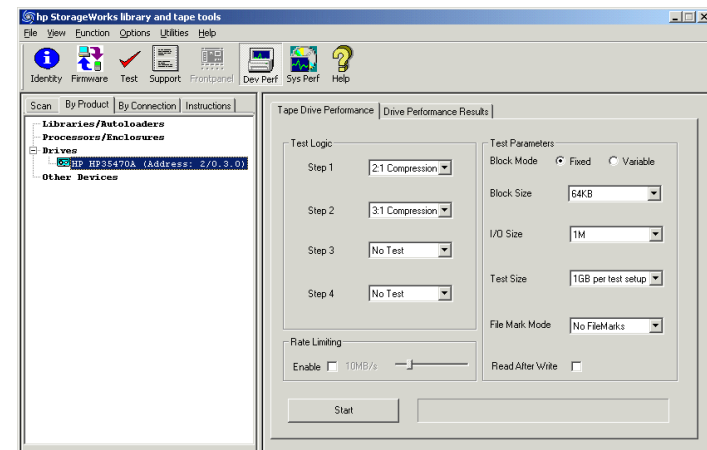 hp StorageWorks library and tape tools
File View Function Options Utilities Help
Identity Firmware Test Support Frontpanel Dev Perf Sys Perf Help
Scan By Product By Connection Instructions
Libraries/Autoloaders
Processors/Enclosures
Drives
HP HP35470A (Address: 2/0.3.0)
Other Devices
Tape Drive Performance Drive Performance Results
Test Logic
Step 1 2:1 Compression
Step 2 3:1 Compression
Step 3 No Test
Step 4 No Test
Rate Limiting
Enable 10MB/s
Test Parameters
Block Mode Fixed Variable
Block Size 64KB
I/O Size 1M
Test Size 1GB per test setup
File Mark Mode No FileMarks
Read After Write
Start